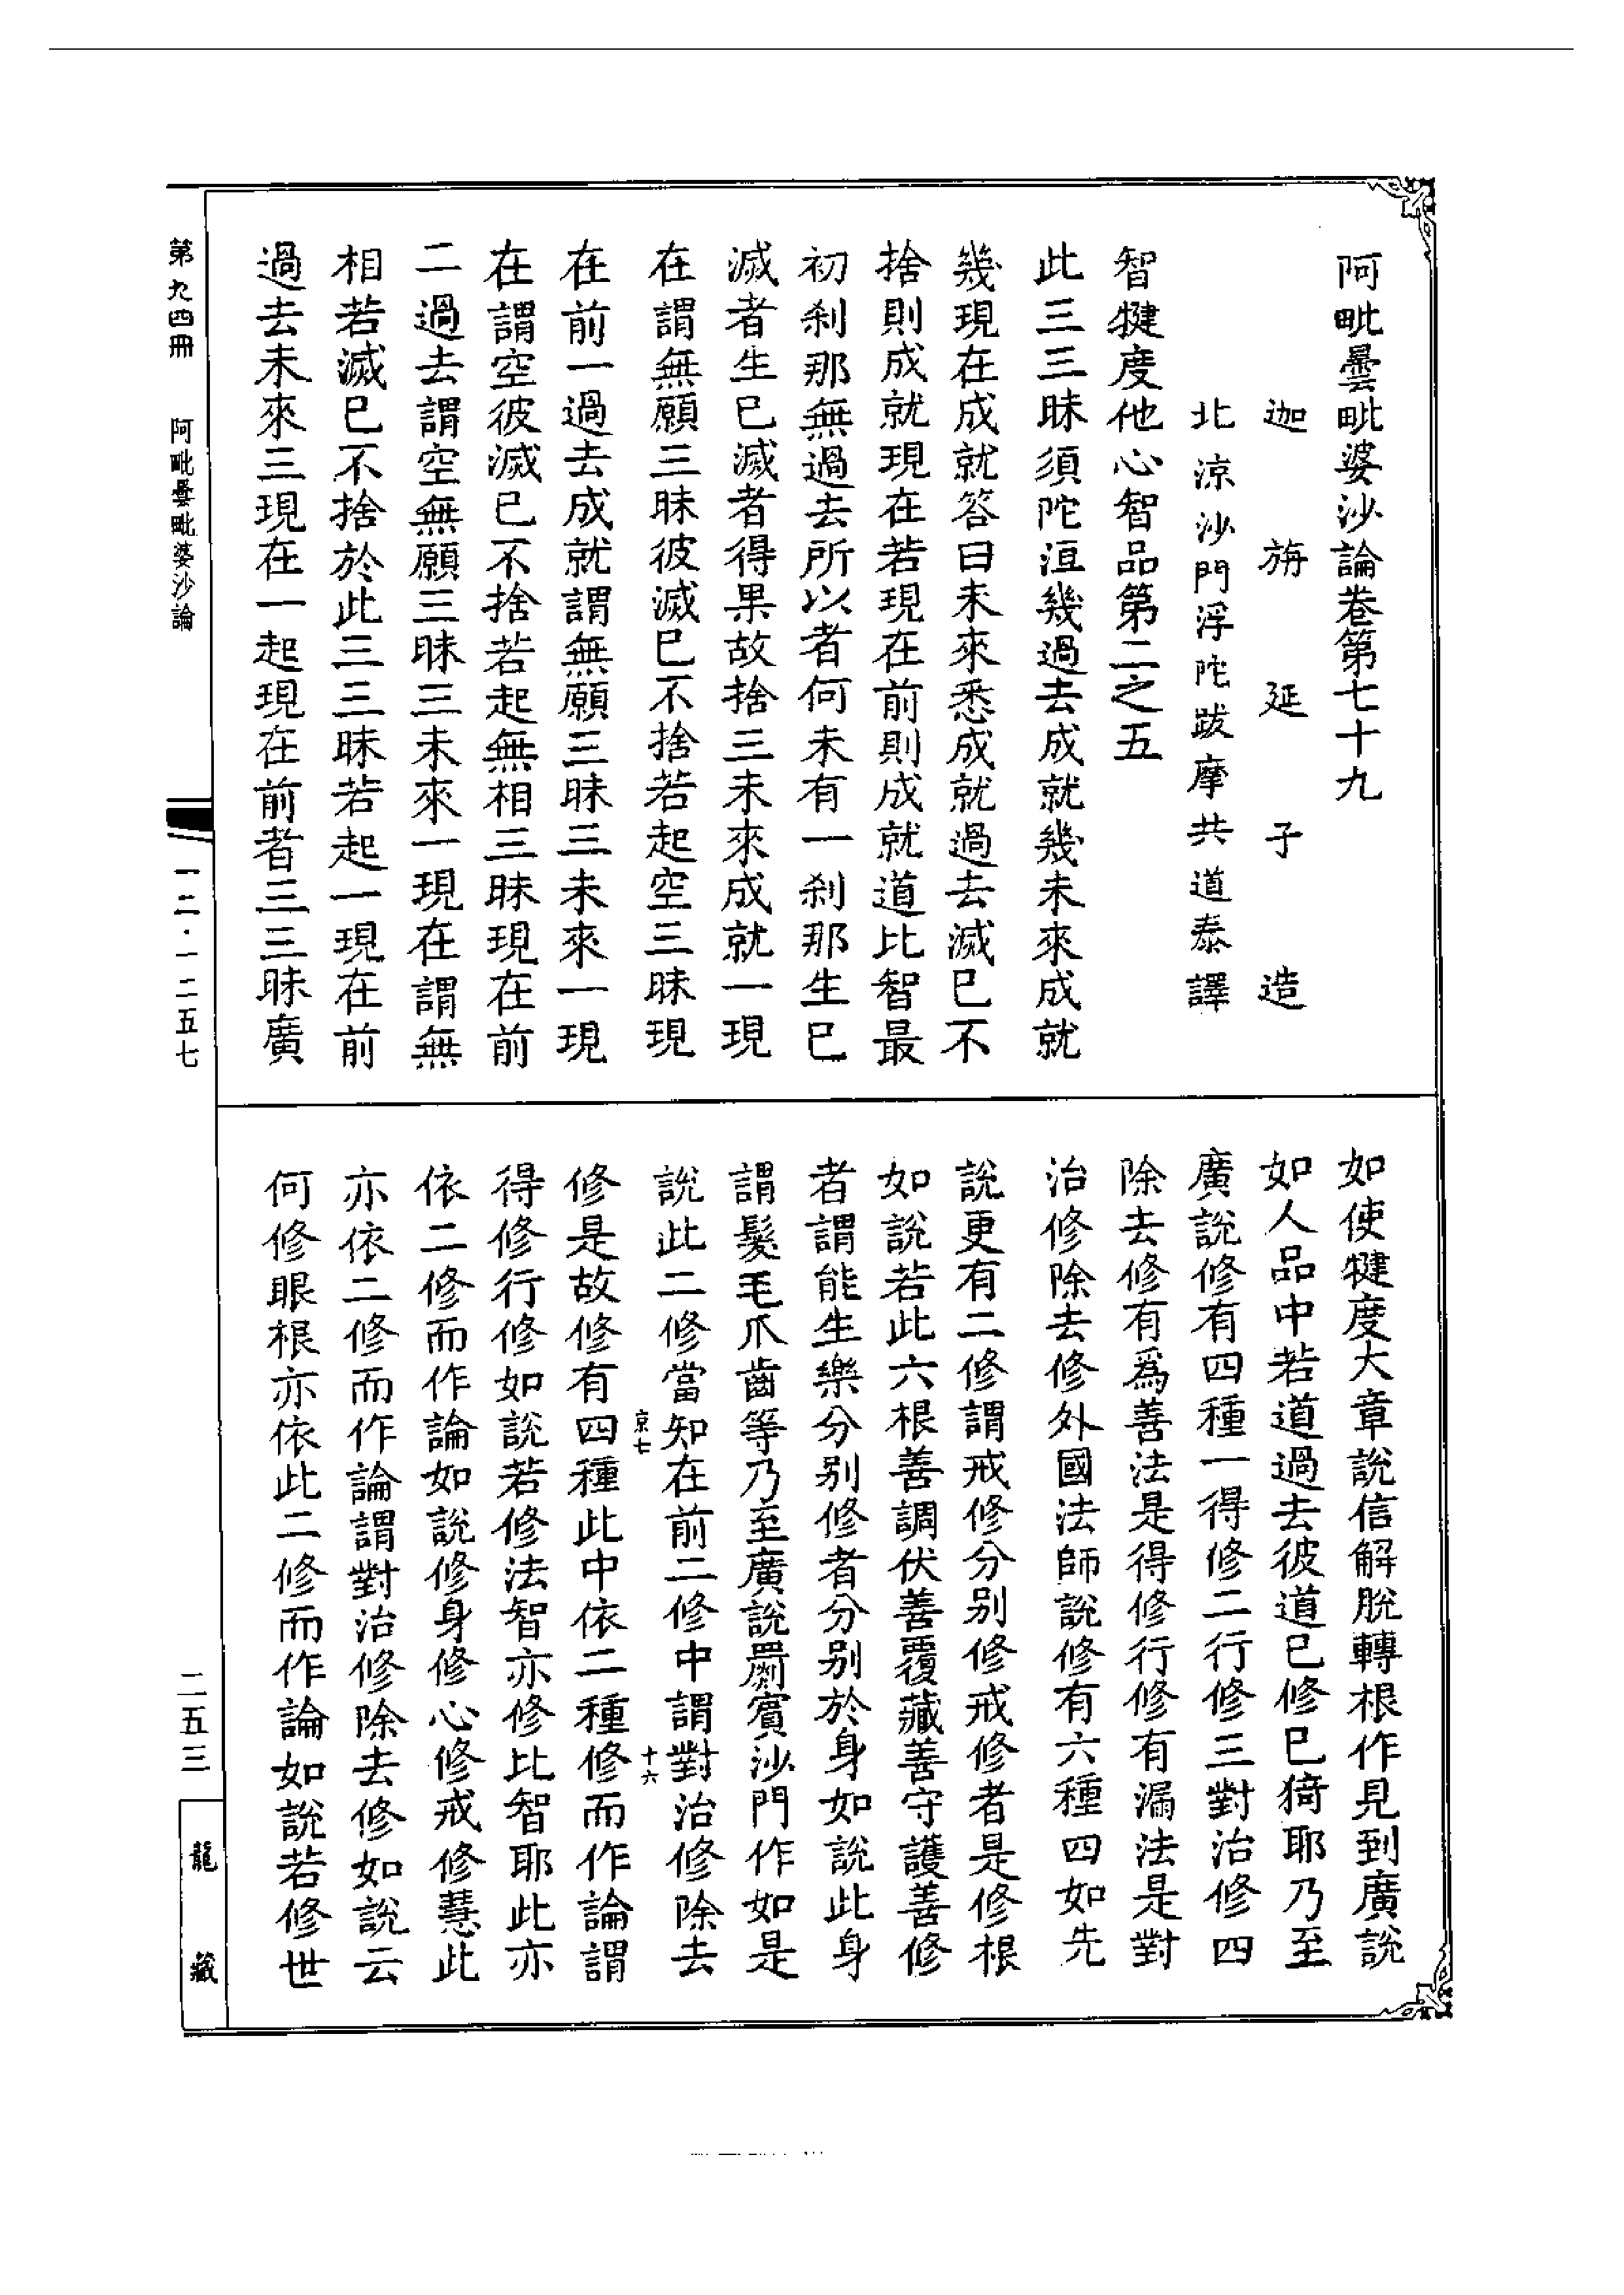 阿毗曇毗婆沙論卷第七十九
迦旃延子造
北涼沙門浮陀跋摩共道泰譯
智犍度他心智品第二之五
此三三昧須陀洹幾過去成就幾未來成就
幾現在成就答曰未來悉成就過去滅已不
捨則成就現在若現在前則成就道比智最
初剎那無過去所以者何未有一剎那生已
滅者生已滅者得果故捨三未來成就一現
在謂無願三昧彼滅已不捨若起空三昧現
在前一過去成就謂無願三昧三未來一現
在謂空彼滅已不捨若起無相三昧現在前
二過去謂空無願三昧三未來一現在謂無
相若滅已不捨於此三三昧若起一現在前
過去未來三現在一起現在前者三三昧廣
如使犍度大章說信解脫轉根作見到廣說
如人品中若道過去彼道已修已猗耶乃至
廣說修有四種一得修二行修三對治修四
除去修有為善法是得修行修有漏法是對
治修除去修外國法師說修有六種四如先
說更有二修謂戒修分別修戒修者是修根
如說若此六根善調伏善覆藏善守護善修
者謂能生樂分別修者分別於身如說此身
謂髮毛爪齒等乃至廣說罽賓沙門作如是
說此二修當知在前二修中謂對治修除去
京七
十六
修是故修有四種此中依二種修而作論謂
得修行修如說若修法智亦修比智耶此亦
依二修而作論如說修身修心修戒修慧此
亦依二修而作論謂對治修除去修如說云
何修眼根亦依此二修而作論如說若修世
第九四冊
阿毗曇毗婆沙論
一二·一二五七
二五三
龍藏